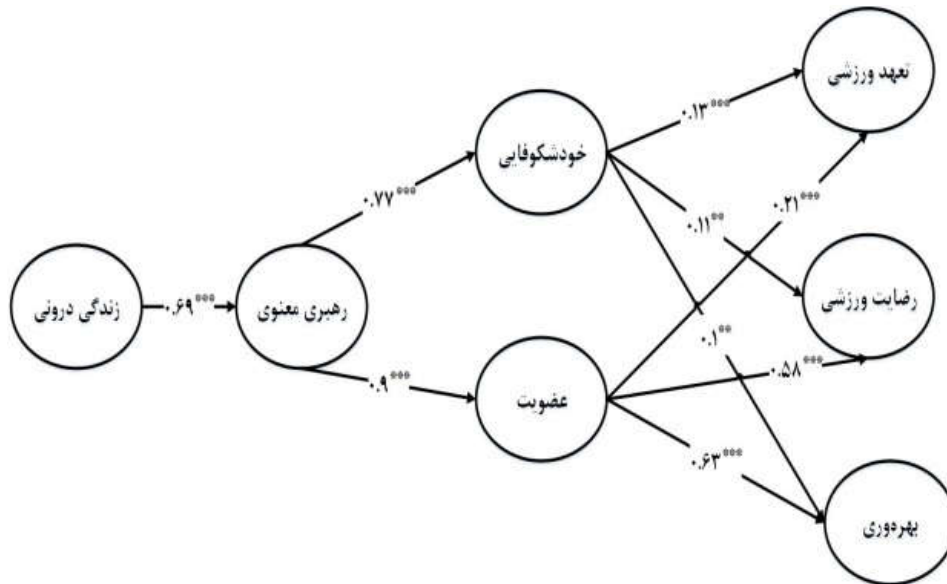 تعهد ورزشی
۰.۱۳***
خودشکوفایی
۰.۷۷***
۰.۲۱***
۰.۱۱**
زندگی درونی
۰.۶۹***
رهبری معنوی
رضایت ورزشی
۰.۱**
۰.۵۸***
۰.۹***
عضویت
۰.۶۳***
بهره‌وری